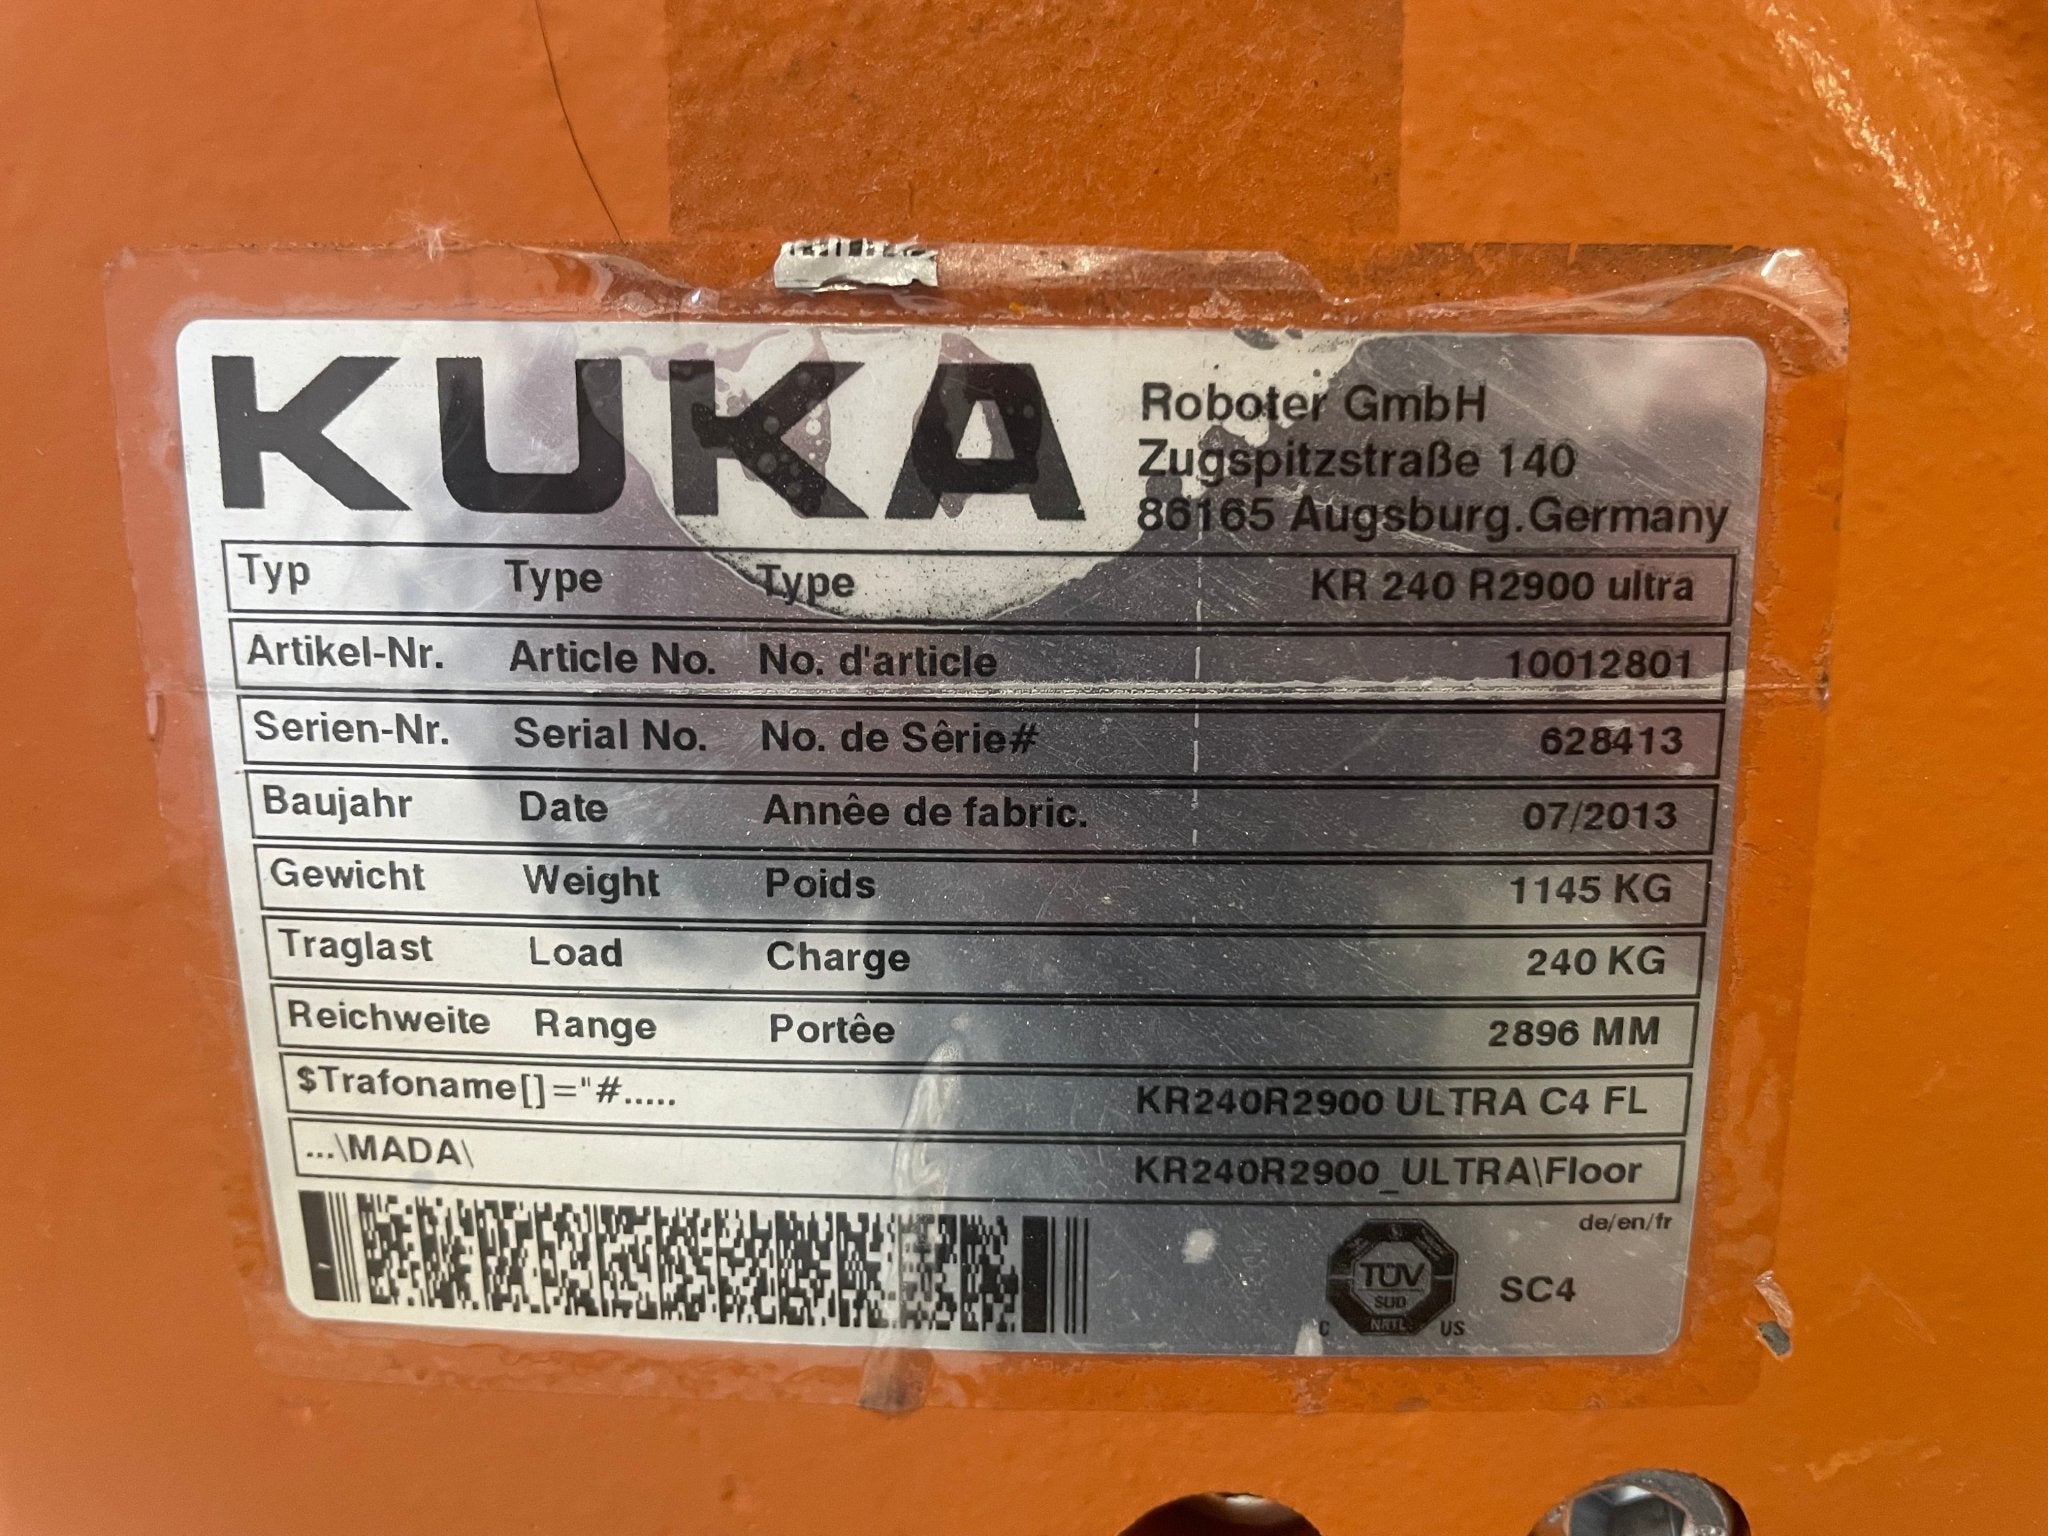 KUKA
Roboter GmbH
Zugspitzstraße 140
86165 Augsburg.Germany
Typ Type Type KR 240 R2900 ultra
Artikel-Nr. Article No. No. d'article 10012801
Serien-Nr. Serial No. No. de Sêrie# 628413
Baujahr Date Annêe de fabric. 07/2013
Gewicht Weight Poids 1145 KG
Traglast Load Charge 240 KG
Reichweite Range Portêe 2896 MM
$Trafoname[]="#..... KR240R2900 ULTRA C4 FL
...\MADA\ KR240R2900_ULTRA\Floor
de/en/fr
TÜV
SÜD
NRTL
C US
SC4